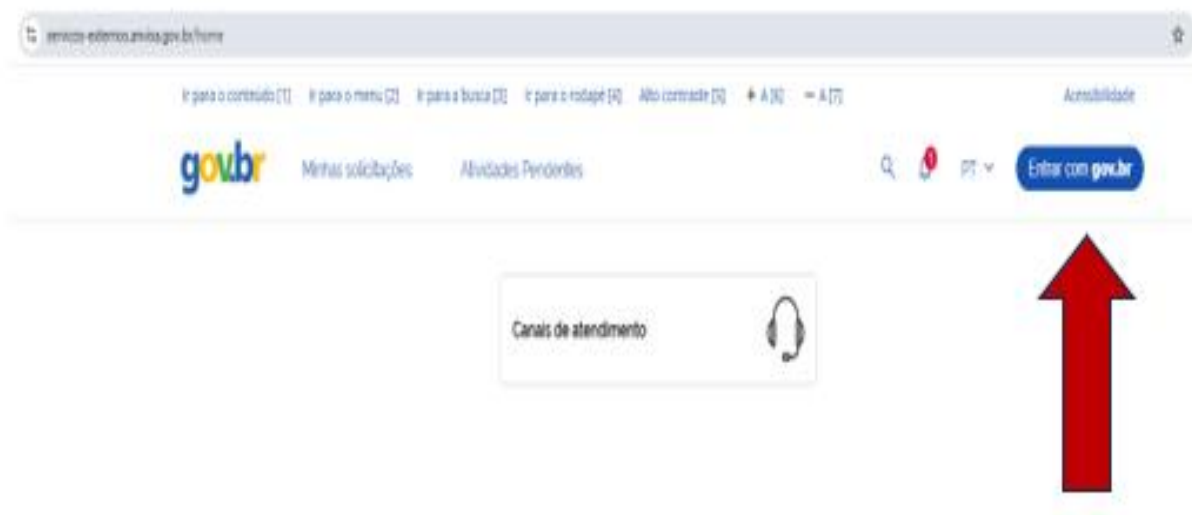 servicos-externos.anvisa.gov.br/home
Ir para o conteúdo [1] Ir para o menu [2] Ir para a busca [3] Ir para o rodapé [4] Alto contraste [5] + A [6] — A [7] Acessibilidade
gov.br Minhas solicitações Atividades Pendentes PT Entrar com gov.br
Canais de atendimento